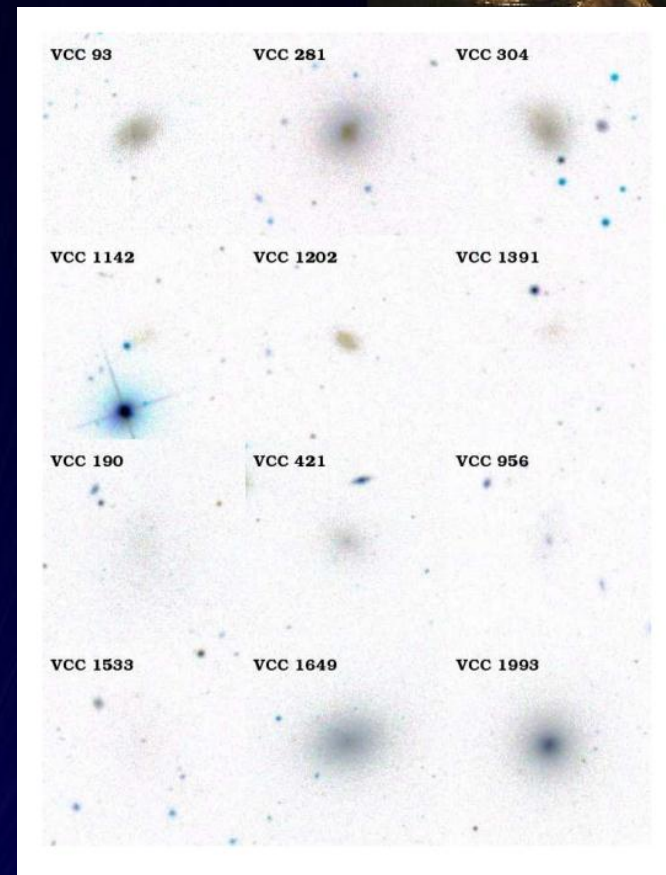 VCC 93 VCC 281 VCC 304
VCC 1142 VCC 1202 VCC 1391
VCC 190 VCC 421 VCC 956
VCC 1533 VCC 1649 VCC 1993